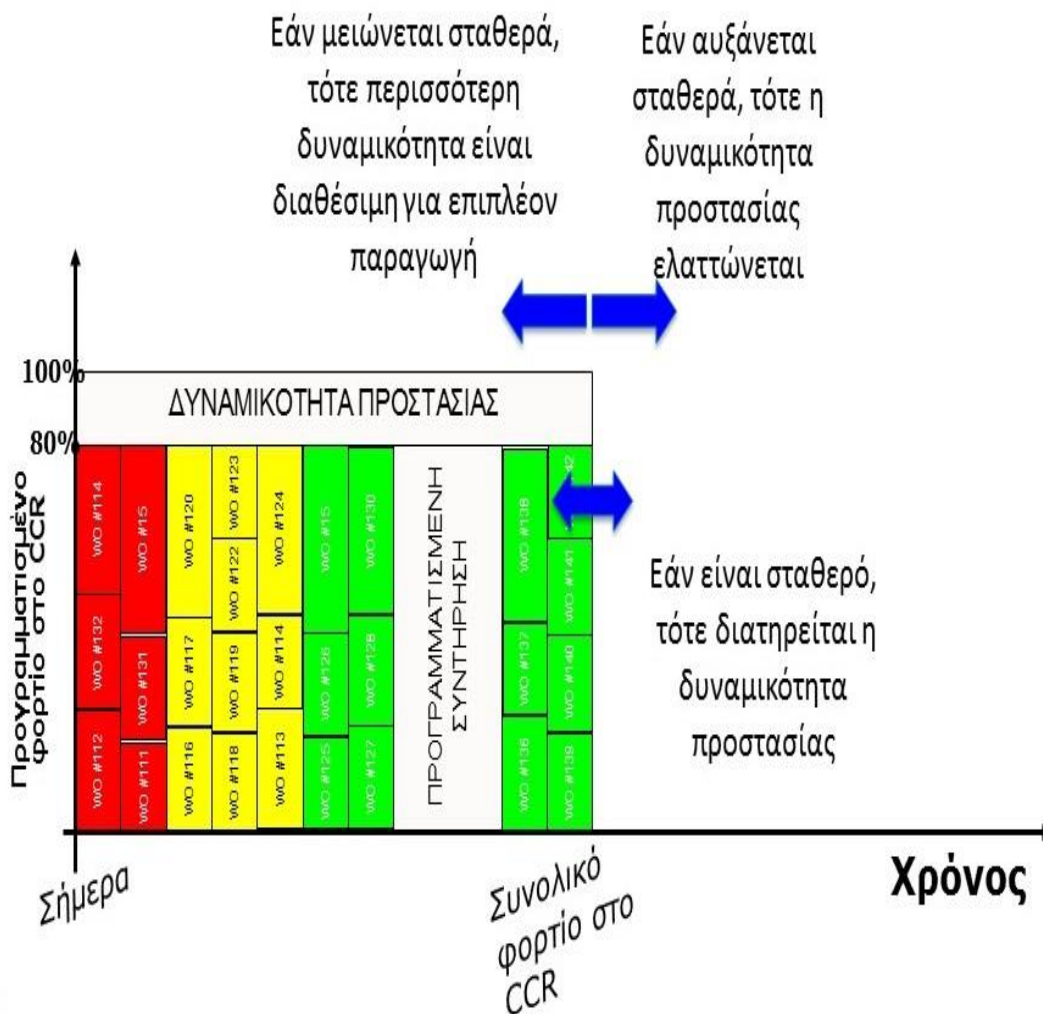 Εάν μειώνεται σταθερά,
τότε περισσότερη
δυναμικότητα είναι
διαθέσιμη για επιπλέον
παραγωγή
Εάν αυξάνεται
σταθερά, τότε η
δυναμικότητα
προστασίας
ελαττώνεται
100%
ΔΥΝΑΜΙΚΟΤΗΤΑ ΠΡΟΣΤΑΣΙΑΣ
80%
Προγραμματισμένο
φορτίο στο CCR
WO #114
WO #132
WO #112
WO #15
WO #131
WO #111
WO #120
WO #117
WO #116
WO #123
WO #122
WO #119
WO #118
WO #124
WO #114
WO #113
WO #15
WO #126
WO #125
WO #130
WO #128
WO #127
ΠΡΟΓΡΑΜΜΑΤΙΣΜΕΝΗ
ΣΥΝΤΗΡΗΣΗ
WO #138
WO #137
WO #136
42
WO #141
WO #140
WO #139
Εάν είναι σταθερό,
τότε διατηρείται η
δυναμικότητα
προστασίας
Σήμερα
Συνολικό
φορτίο στο
CCR
Χρόνος